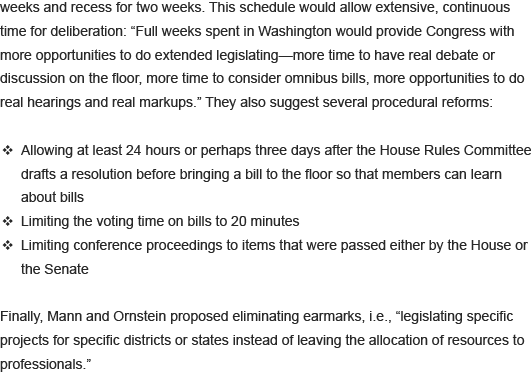 weeks and recess for two weeks. This schedule would allow extensive, continuous
time for deliberation: “Full weeks spent in Washington would provide Congress with
more opportunities to do extended legislating—more time to have real debate or
discussion on the floor, more time to consider omnibus bills, more opportunities to do
real hearings and real markups.” They also suggest several procedural reforms:
❖ Allowing at least 24 hours or perhaps three days after the House Rules Committee
drafts a resolution before bringing a bill to the floor so that members can learn
about bills
❖ Limiting the voting time on bills to 20 minutes
❖ Limiting conference proceedings to items that were passed either by the House or
the Senate
Finally, Mann and Ornstein proposed eliminating earmarks, i.e., “legislating specific
projects for specific districts or states instead of leaving the allocation of resources to
professionals.”